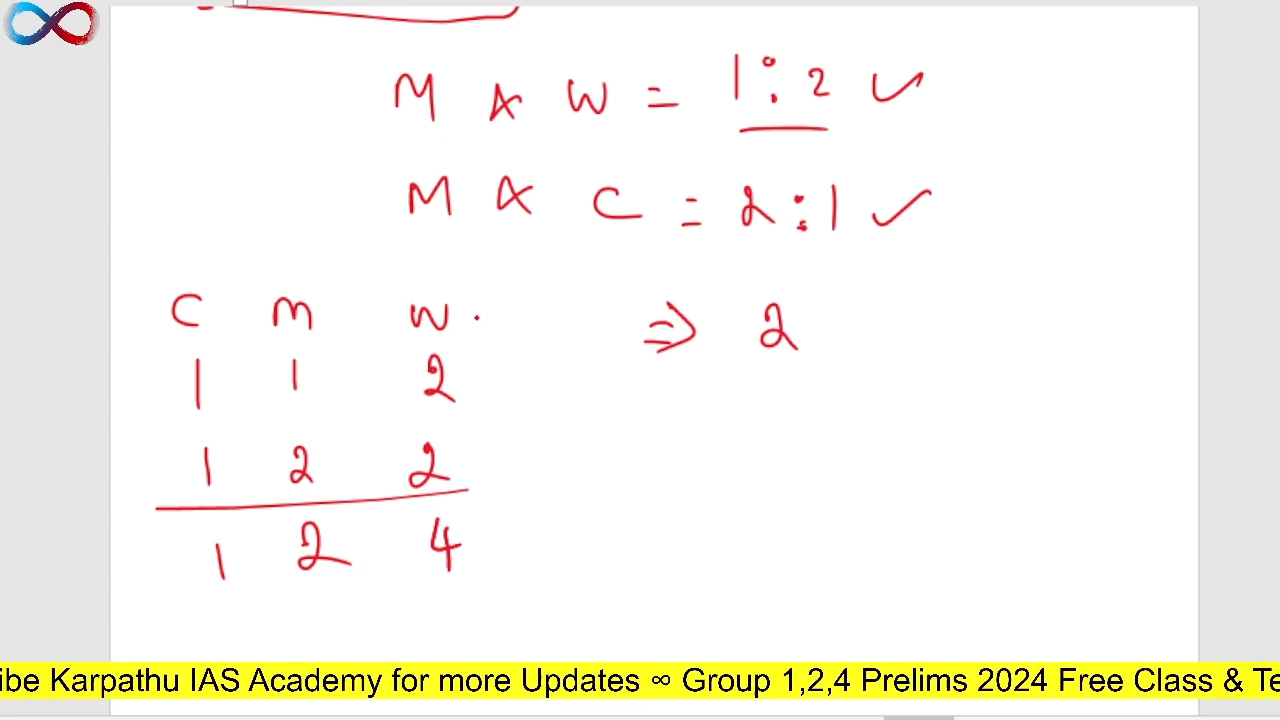 M & W = 1 : 2 ✓
M & C = 2 : 1 ✓
C M W . ⇒ 2
1 1 2
1 2 2
1 2 4
ibe Karpathu IAS Academy for more Updates ∞ Group 1,2,4 Prelims 2024 Free Class & Te